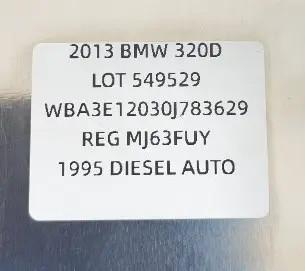 2013 BMW 320D
LOT 549529
WBA3E12030J783629
REG MJ63FUY
1995 DIESEL AUTO